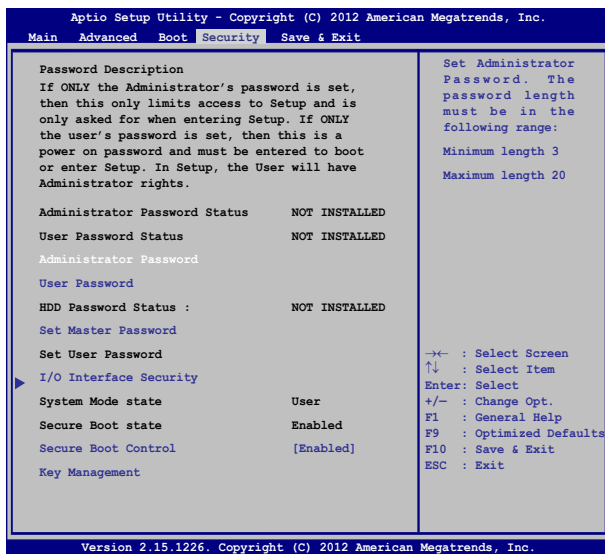 Aptio Setup Utility - Copyright (C) 2012 American Megatrends, Inc.
Main Advanced Boot Security Save & Exit
Password Description
If ONLY the Administrator's password is set,
then this only limits access to Setup and is
only asked for when entering Setup. If ONLY
the user's password is set, then this is a
power on password and must be entered to boot
or enter Setup. In Setup, the User will have
Administrator rights.
Administrator Password Status NOT INSTALLED
User Password Status NOT INSTALLED
Administrator Password
User Password
HDD Password Status : NOT INSTALLED
Set Master Password
Set User Password
I/O Interface Security
System Mode state User
Secure Boot state Enabled
Secure Boot Control [Enabled]
Key Management
Set Administrator
Password. The
password length
must be in the
following range:
Minimum length 3
Maximum length 20
→← : Select Screen
↑↓ : Select Item
Enter: Select
+/— : Change Opt.
F1 : General Help
F9 : Optimized Defaults
F10 : Save & Exit
ESC : Exit
Version 2.15.1226. Copyright (C) 2012 American Megatrends, Inc.